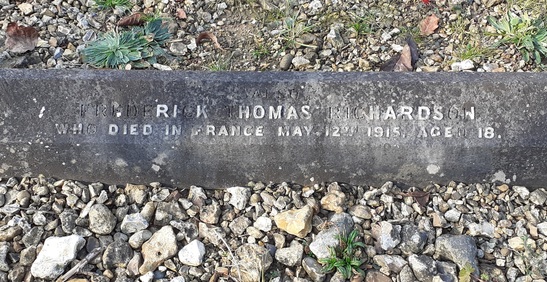 FREDERICK THOMAS RICHARDSON
WHO DIED IN FRANCE MAY 12TH 1915, AGED 18.